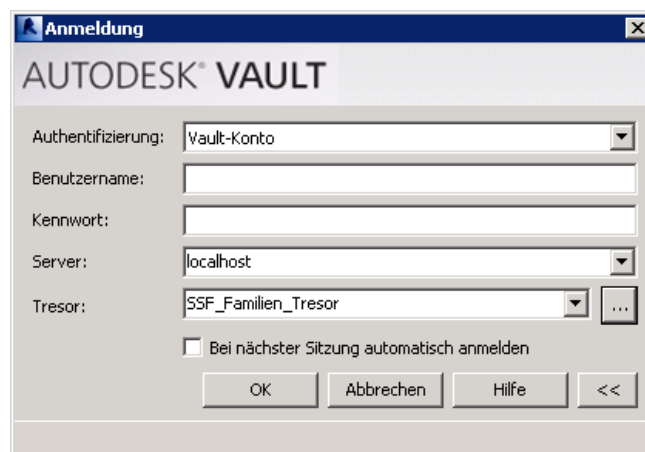 Anmeldung
AUTODESK® VAULT
Authentifizierung: Vault-Konto
Benutzername:
Kennwort:
Server: localhost
Tresor: SSF_Familien_Tresor ...
Bei nächster Sitzung automatisch anmelden
OK Abbrechen Hilfe <<